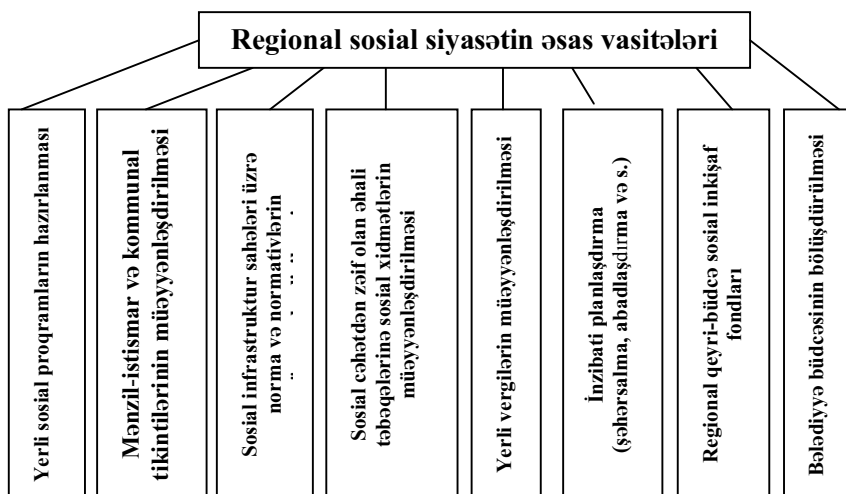 Regional sosial siyasətin əsas vasitələri
Yerli sosial proqramların hazırlanması
Mənzil-istismar və kommunal
tikintilərinin müəyyənləşdirilməsi
Sosial infrastruktur sahələri üzrə
norma və normativlərin
Sosial cəhətdən zəif olan əhali
təbəqələrinə sosial xidmətlərin
müəyyənləşdirilməsi
Yerli vergilərin müəyyənləşdirilməsi
İnzibati planlaşdırma
(şəhərsalma, abadlaşdırma və s.)
Regional qeyri-büdcə sosial inkişaf
fondları
Bələdiyyə büdcəsinin bölüşdürülməsi